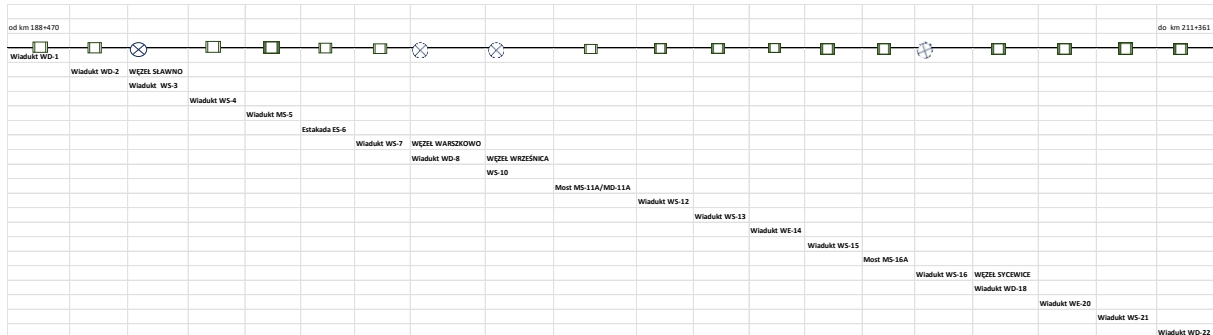 od km 188+470
do km 211+361
Wiadukt WD-1
Wiadukt WD-2
WĘZEŁ SŁAWNO
Wiadukt WS-3
Wiadukt WS-4
Wiadukt MS-5
Estakada ES-6
Wiadukt WS-7
WĘZEŁ WARSZKOWO
Wiadukt WD-8
WĘZEŁ WRZEŚNICA
WS-10
Most MS-11A/MD-11A
Wiadukt WS-12
Wiadukt WS-13
Wiadukt WE-14
Wiadukt WS-15
Most MS-16A
Wiadukt WS-16
WĘZEŁ SYCEWICE
Wiadukt WD-18
Wiadukt WE-20
Wiadukt WS-21
Wiadukt WD-22